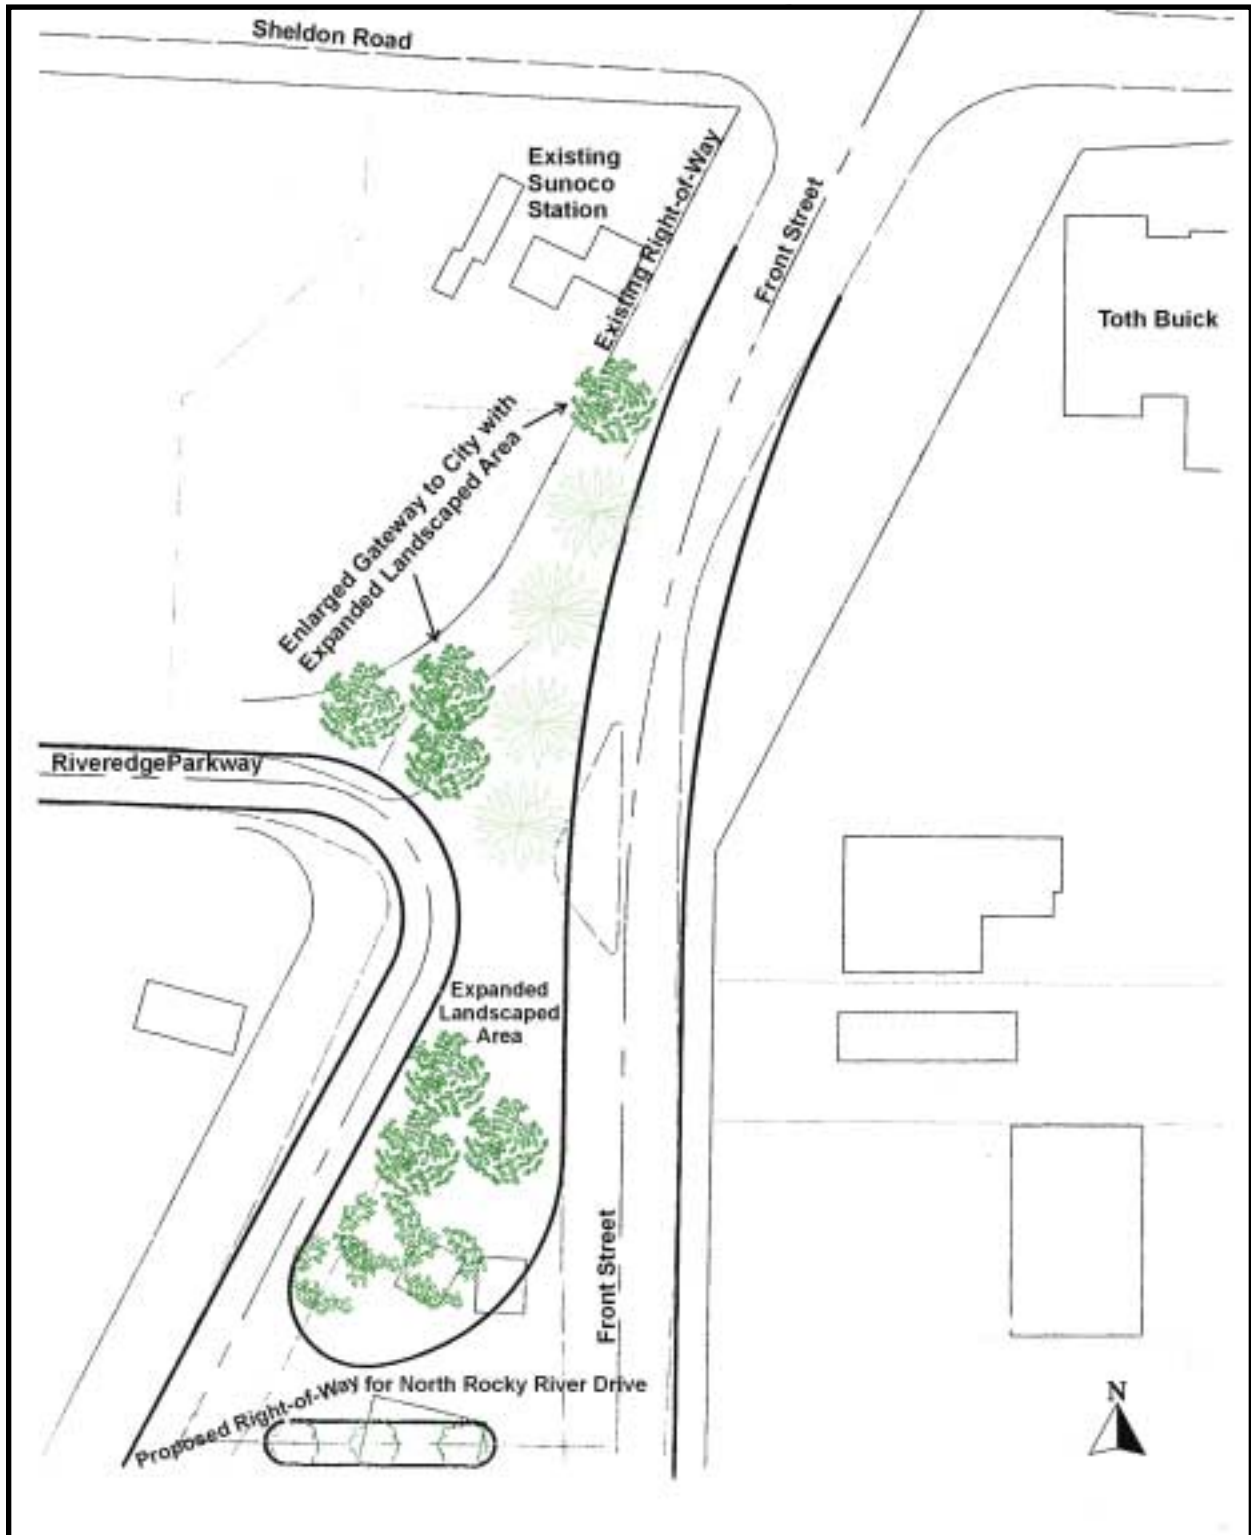 Sheldon Road
Existing
Sunoco
Station
Existing Right-of-Way
Front Street
Toth Buick
Enlarged Gateway to City with
Expanded Landscaped Area
RiveredgeParkway
Expanded
Landscaped
Area
Front Street
Proposed Right-of-Way for North Rocky River Drive
N